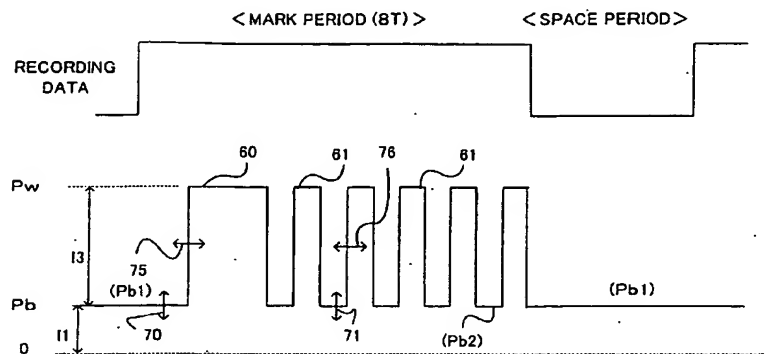 < MARK PERIOD (8T) >
< SPACE PERIOD >
RECORDING
DATA
60
61
76
61
Pw
I3
75
(Pb1)
(Pb1)
Pb
70
71
(Pb2)
I1
0